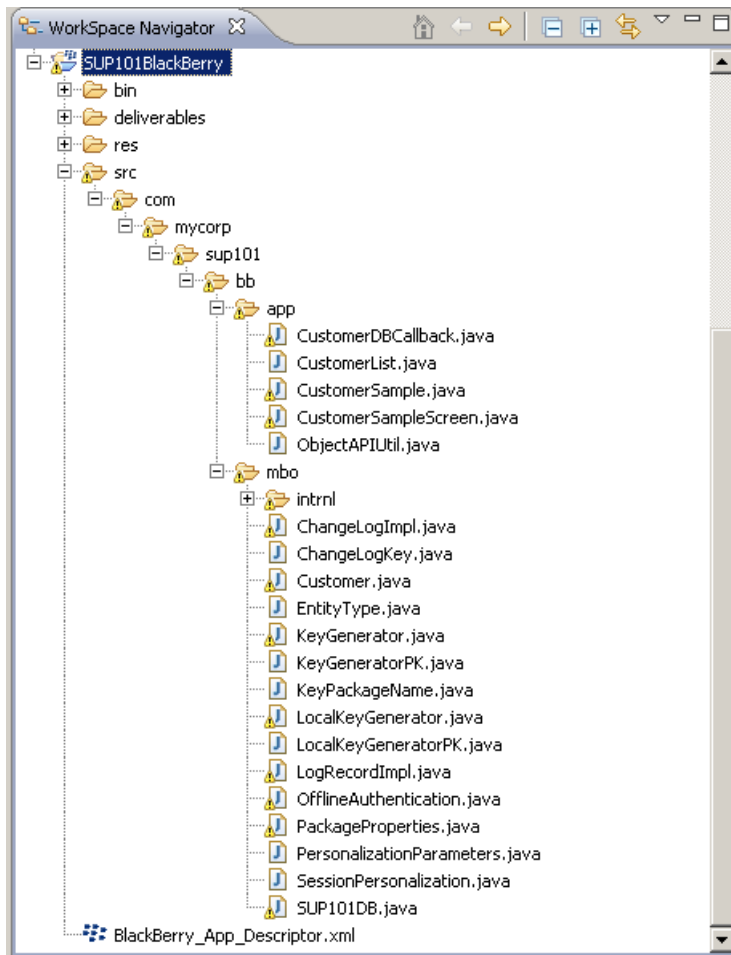 WorkSpace Navigator
SUP101BlackBerry
bin
deliverables
res
src
com
mycorp
sup101
bb
app
CustomerDBCallback.java
CustomerList.java
CustomerSample.java
CustomerSampleScreen.java
ObjectAPIUtil.java
mbo
intrnl
ChangeLogImpl.java
ChangeLogKey.java
Customer.java
EntityType.java
KeyGenerator.java
KeyGeneratorPK.java
KeyPackageName.java
LocalKeyGenerator.java
LocalKeyGeneratorPK.java
LogRecordImpl.java
OfflineAuthentication.java
PackageProperties.java
PersonalizationParameters.java
SessionPersonalization.java
SUP101DB.java
BlackBerry_App_Descriptor.xml